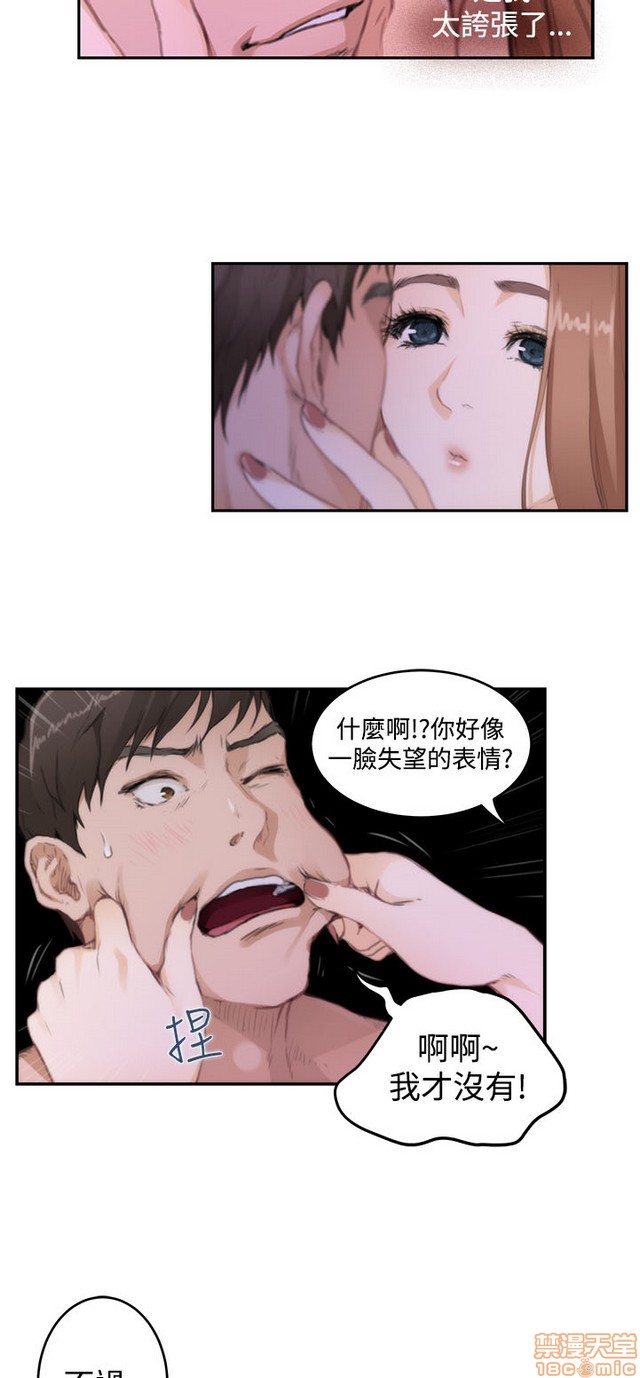 太誇張了...
什麼啊!?你好像
一臉失望的表情?
捏
啊啊~
我才沒有!
禁漫天堂
18comic